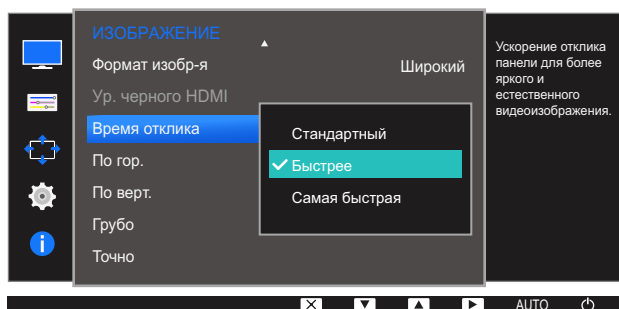 ИЗОБРАЖЕНИЕ
Формат изобр-я
Широкий
Ур. черного HDMI
Время отклика
Стандартный
По гор.
Быстрее
По верт.
Самая быстрая
Грубо
Точно
Ускорение отклика
панели для более
яркого и
естественного
видеоизображения.
AUTO